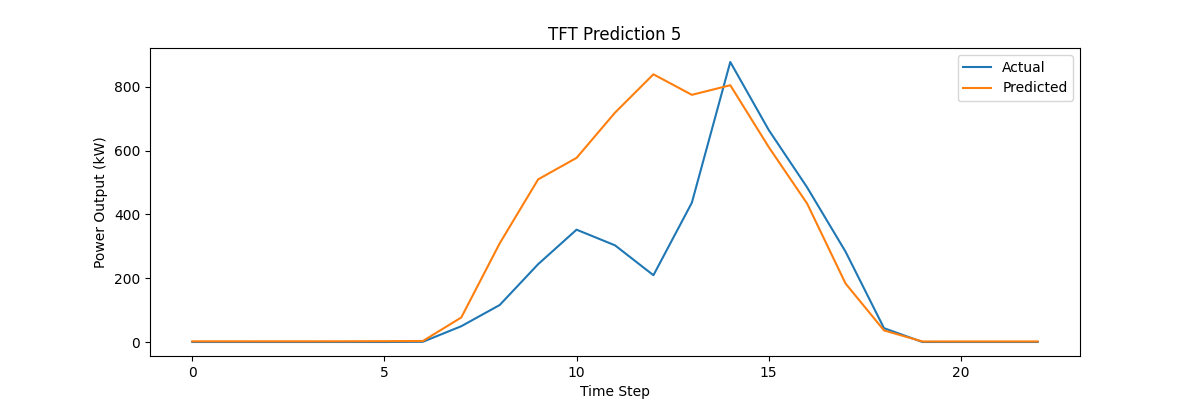 TFT Prediction 5
Actual
Predicted
Power Output (kW)
800
600
400
200
0
0 5 10 15 20
Time Step